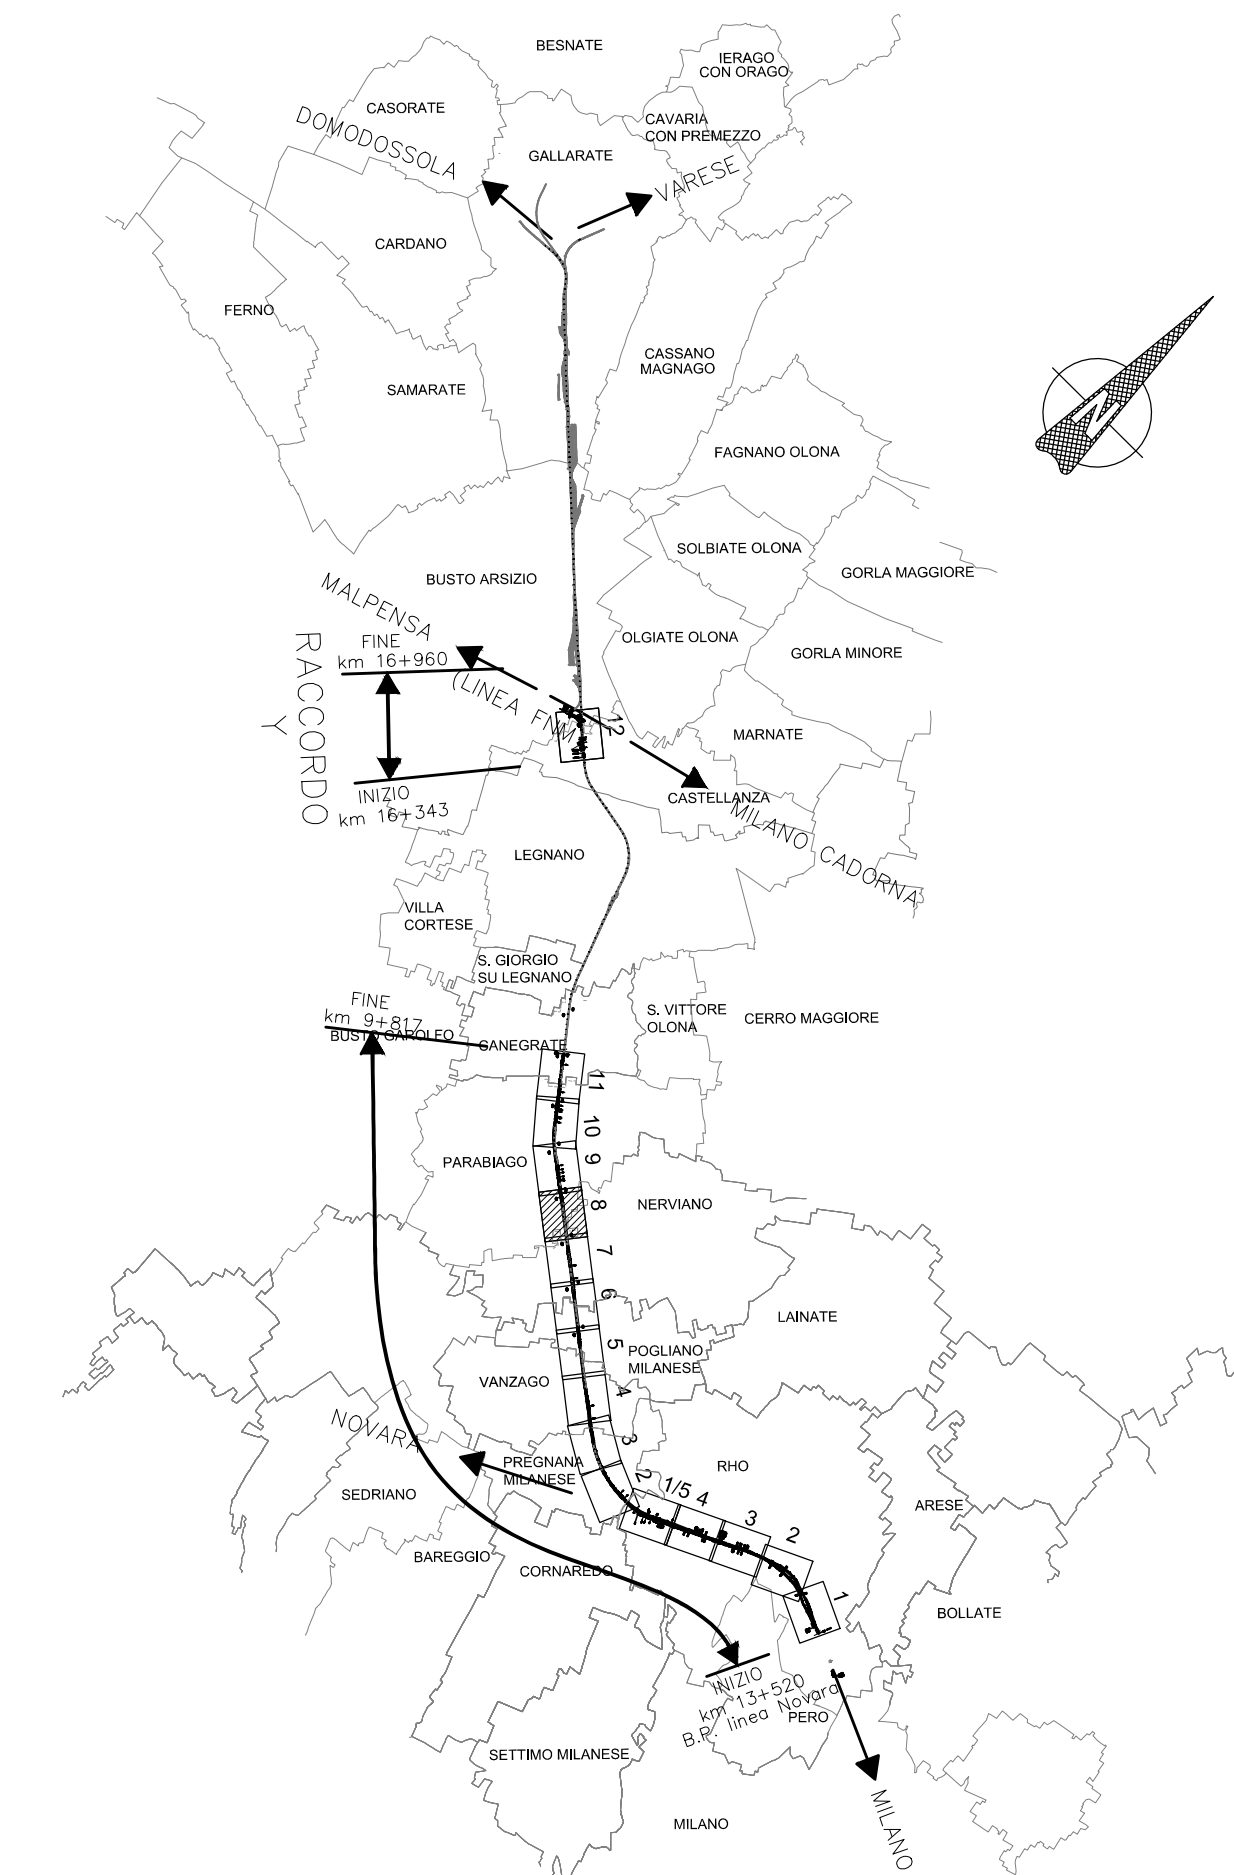 BESNATE
IERAGO
CON ORAGO
CASORATE
DOMODOSSOLA
CAVARIA
CON PREMEZZO
GALLARATE
VARESE
CARDANO
FERNO
CASSANO
MAGNAGO
SAMARATE
N
FAGNANO OLONA
SOLBIATE OLONA
GORLA MAGGIORE
BUSTO ARSIZIO
MALPENSA
OLGIATE OLONA
GORLA MINORE
FINE
km 16+960
RACCORDO
Y
(LINEA FNM)
12
MARNATE
INIZIO
km 16+343
CASTELLANZA
MILANO CADORNA
LEGNANO
VILLA
CORTESE
S. GIORGIO
SU LEGNANO
FINE
km 9+817
BUSTO GAROLFO
CANEGRATE
S. VITTORE
OLONA
CERRO MAGGIORE
11
10
9
PARABIAGO
8
NERVIANO
7
6
LAINATE
5
POGLIANO
MILANESE
VANZAGO
4
NOVARA
3
PREGNANA
MILANESE
2
RHO
1/5
4
3
2
1
SEDRIANO
ARESE
BAREGGIO
CORNAREDO
BOLLATE
INIZIO
km 13+520
B.P. linea Novara
PERO
SETTIMO MILANESE
MILANO
MILANO